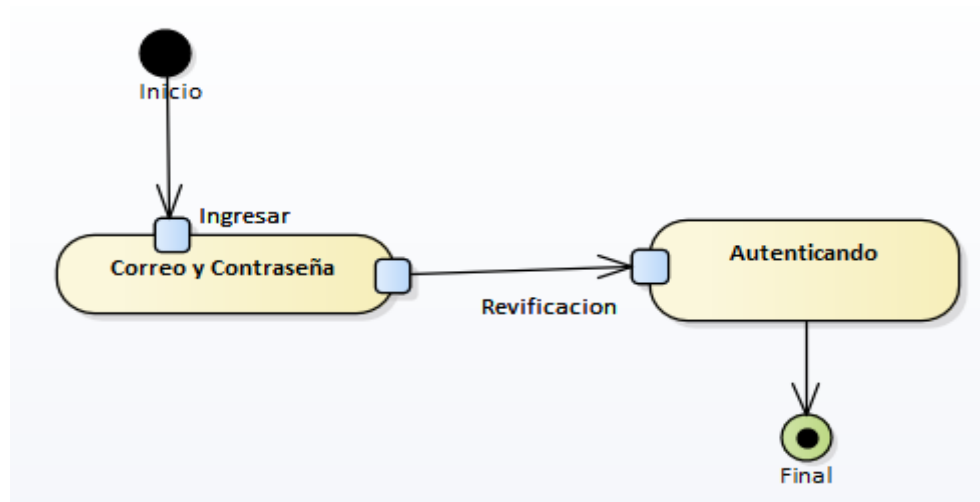 Inicio
Ingresar
Correo y Contraseña
Autenticando
Revificacion
Final